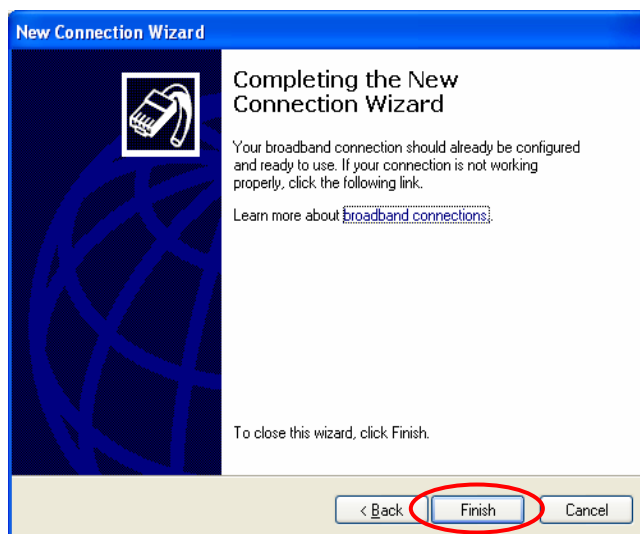 New Connection Wizard
Completing the New
Connection Wizard
Your broadband connection should already be configured
and ready to use. If your connection is not working
properly, click the following link.
Learn more about broadband connections.
To close this wizard, click Finish.
< Back
Finish
Cancel